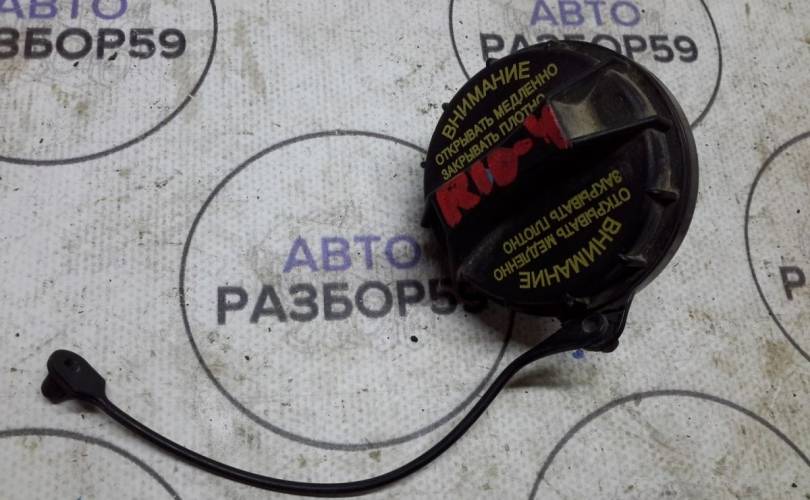 АВТО
РАЗБОР59
АВТО
РАЗБОР59
ВНИМАНИЕ
ОТКРЫВАТЬ МЕДЛЕННО
ЗАКРЫВАТЬ ПЛОТНО
RIO-4
ОТКРЫВАТЬ МЕДЛЕННО
ЗАКРЫВАТЬ ПЛОТНО
ВНИМАНИЕ
АВТО
РАЗБОР59